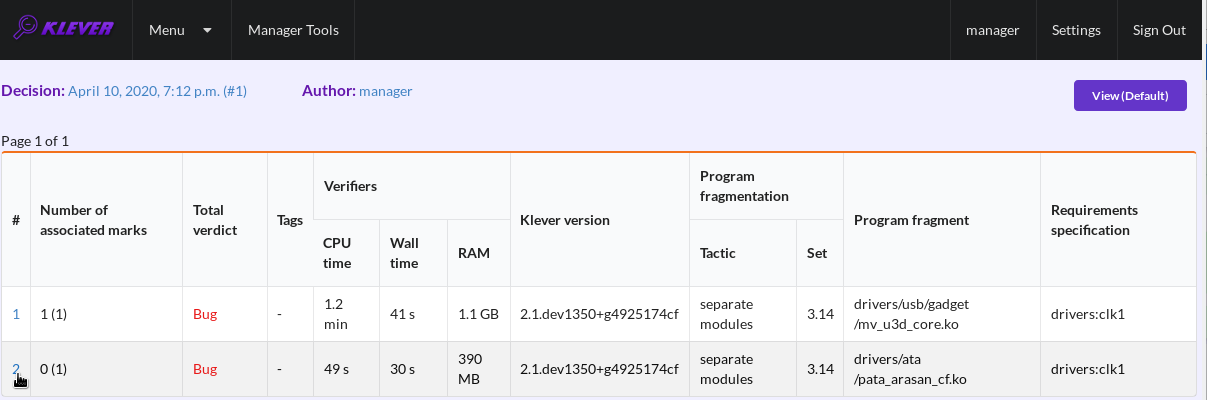 KLEVER Menu Manager Tools manager Settings Sign Out
Decision: April 10, 2020, 7:12 p.m. (#1) Author: manager View (Default)
Page 1 of 1
# Number of associated marks Total verdict Tags Verifiers Klever version Program fragmentation Program fragment Requirements specification
CPU time Wall time RAM Tactic Set
1 1 (1) Bug - 1.2 min 41 s 1.1 GB 2.1.dev1350+g4925174cf separate modules 3.14 drivers/usb/gadget/mv_u3d_core.ko drivers:clk1
2 0 (1) Bug - 49 s 30 s 390 MB 2.1.dev1350+g4925174cf separate modules 3.14 drivers/ata/pata_arasan_cf.ko drivers:clk1